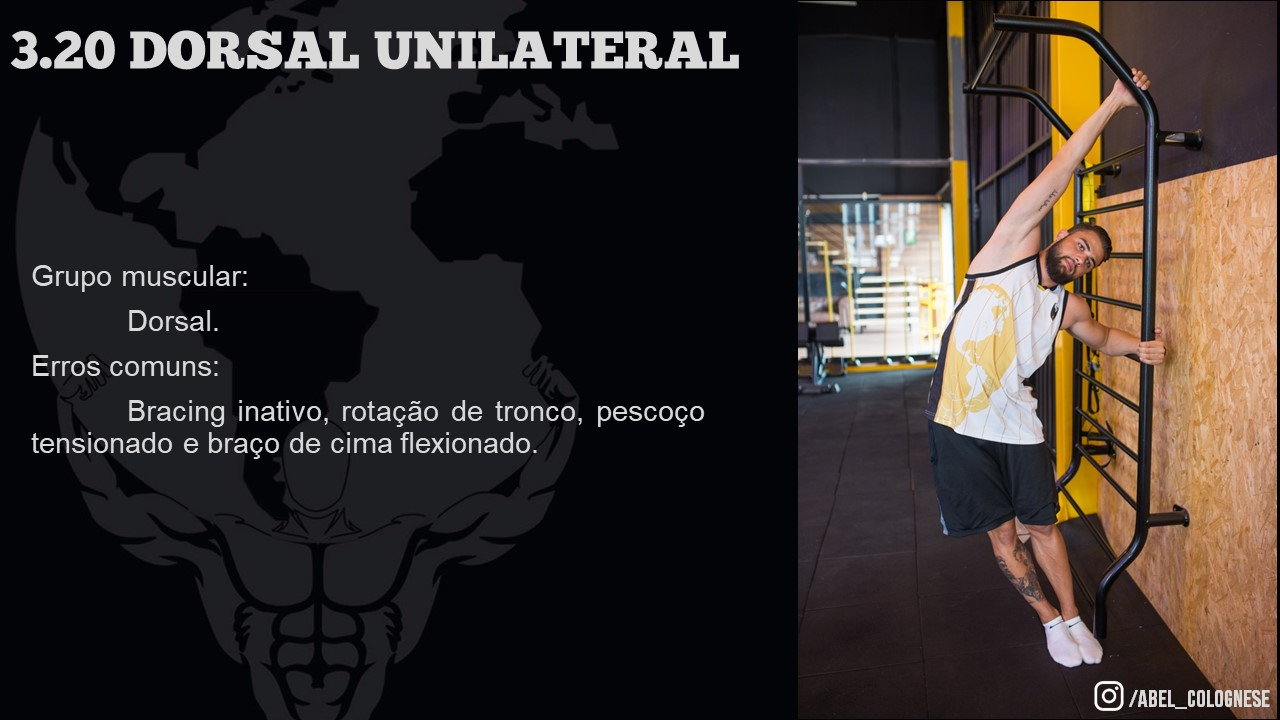 3.20 DORSAL UNILATERAL
Grupo muscular:
Dorsal.
Erros comuns:
Bracing inativo, rotação de tronco, pescoço
tensionado e braço de cima flexionado.
/ABEL_COLOGNESE